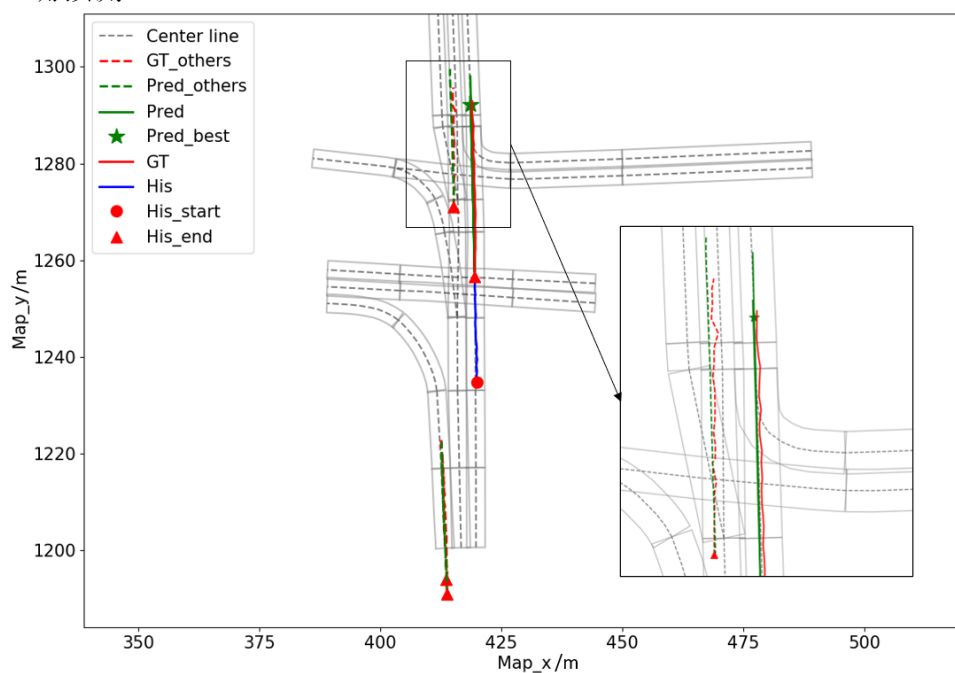 Center line
GT_others
Pred_others
Pred
Pred_best
GT
His
His_start
His_end
1300
1280
1260
1240
1220
1200
Map_y/m
350
375
400
425
450
475
500
Map_x/m